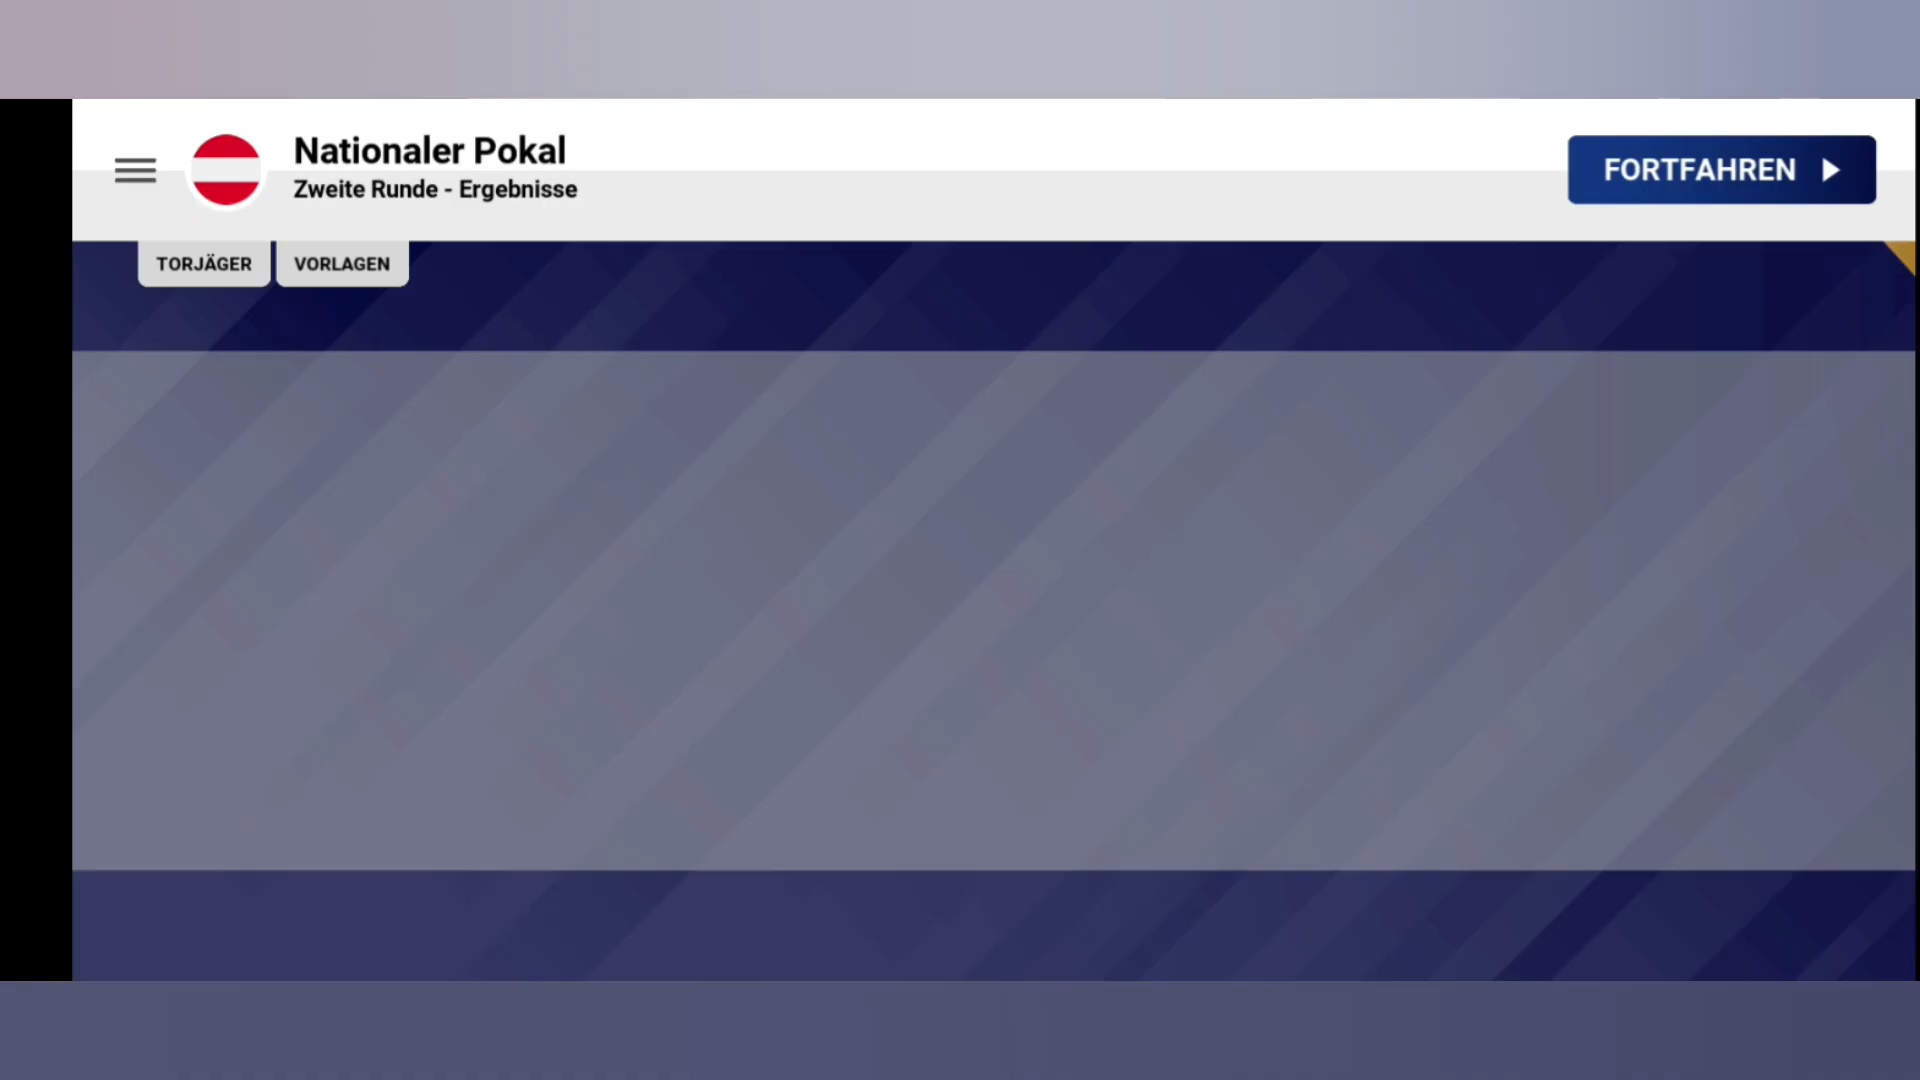 Nationaler Pokal
Zweite Runde - Ergebnisse
FORTFAHREN
TORJÄGER
VORLAGEN